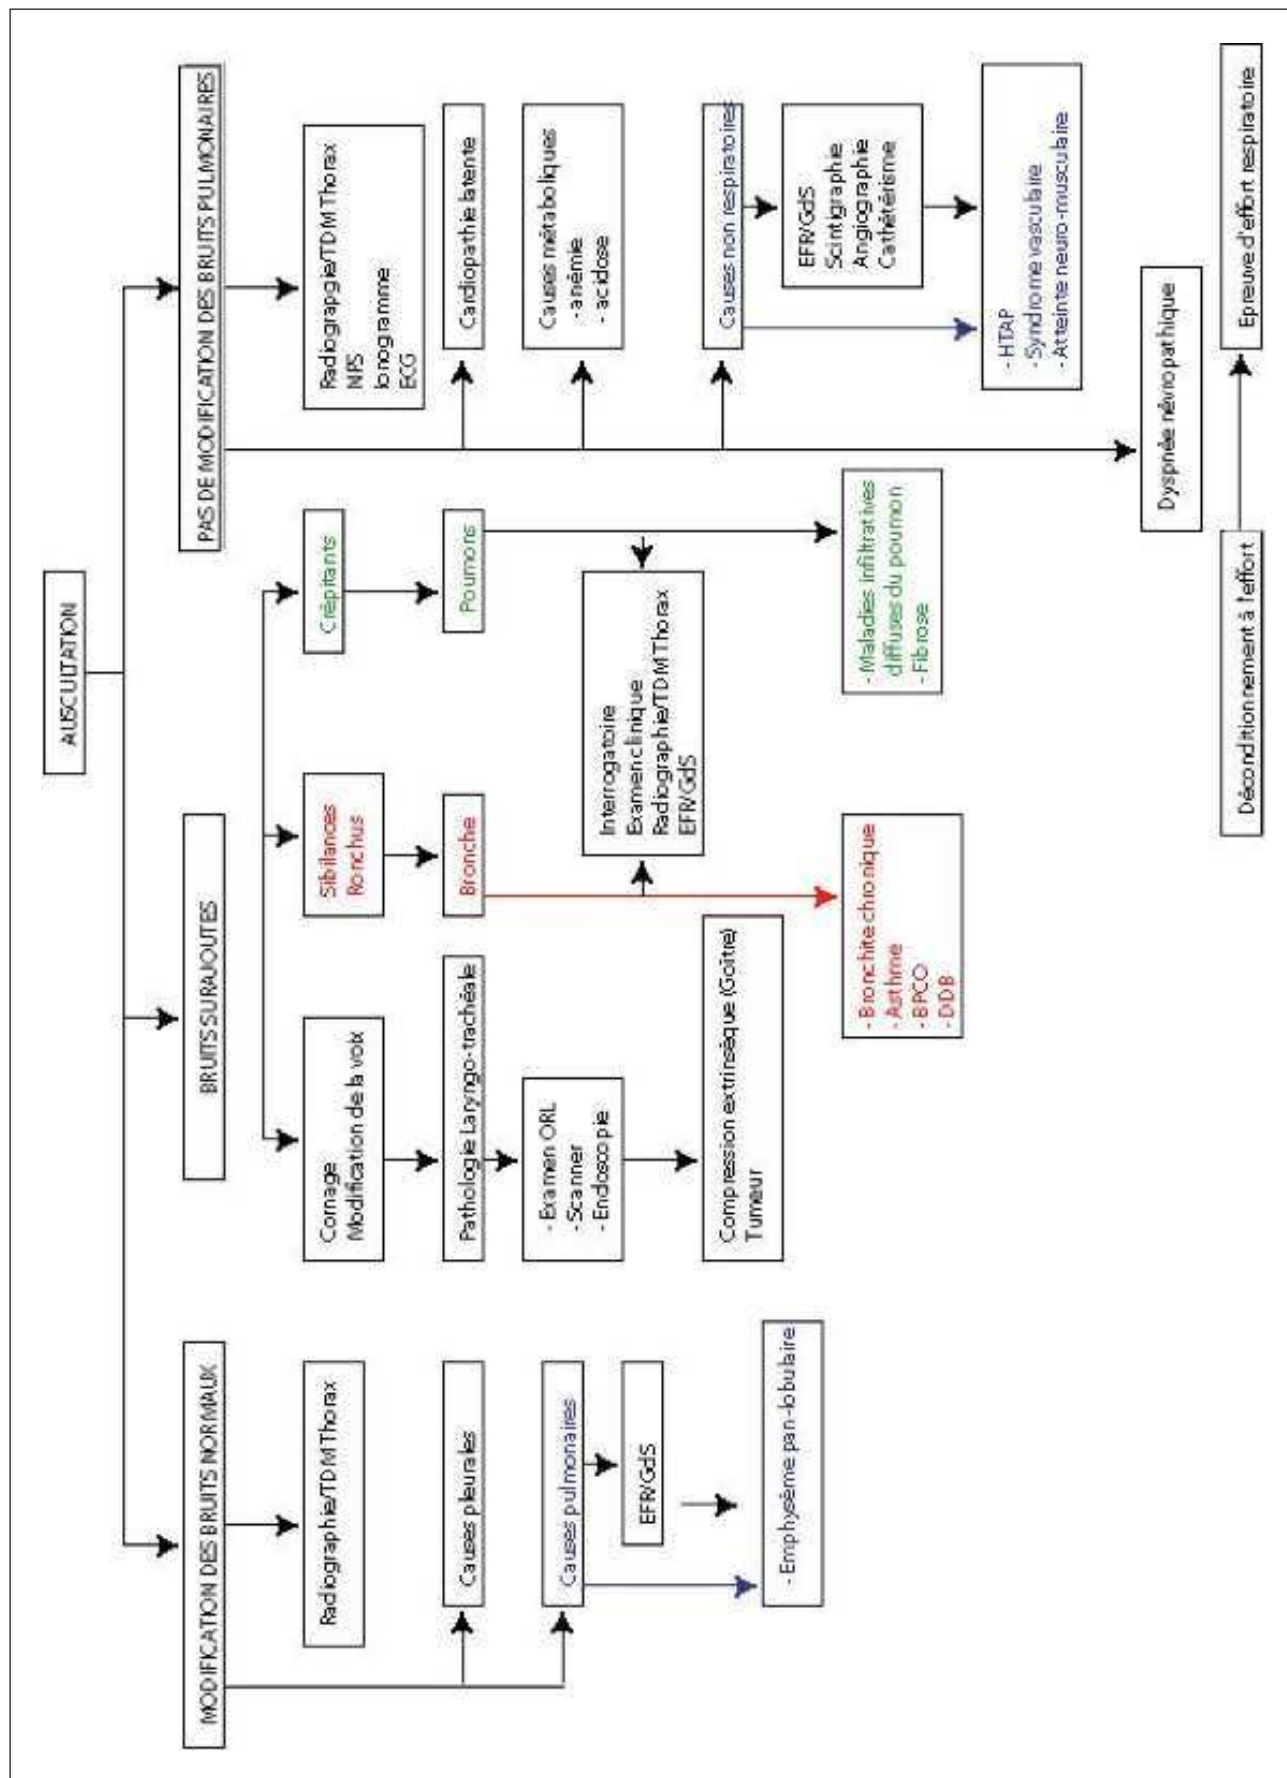 AUSCULTATION
MODIFICATION DES BRUITS NORMAUX
Radiographie/TDM Thorax
Causes pleurales
Causes pulmonaires
EFR/GdS
- Emphysème pan-lobulaire
BRUITS SURAJOUTES
Cornage
Modification de la voix
Pathologie Laryngo-trachéale
- Examen ORL
- Scanner
- Endoscopie
Compression extrinsèque (Goître)
Tumeur
Sibilances
Ronchus
Bronche
Interrogatoire
Examen clinique
Radiographie/TDM Thorax
EFR/GdS
- Bronchite chronique
- Asthme
- BPCO
- DDB
Crépitants
Poumons
- Maladies infiltratives
diffuses du poumon
- Fibrose
PAS DE MODIFICATION DES BRUITS PULMONAIRES
Radiograpgie/TDM Thorax
NFS
Ionogramme
ECG
Cardiopathie latente
Causes métaboliques
- anémie
- acidose
Causes non respiratoires
EFR/GdS
Scintigraphie
Angiographie
Cathétérisme
- HTAP
- Syndrome vasculaire
- Atteinte neuro-musculaire
Dyspnée névropathique
Déconditionnement à l'effort
Epreuve d'effort respiratoire